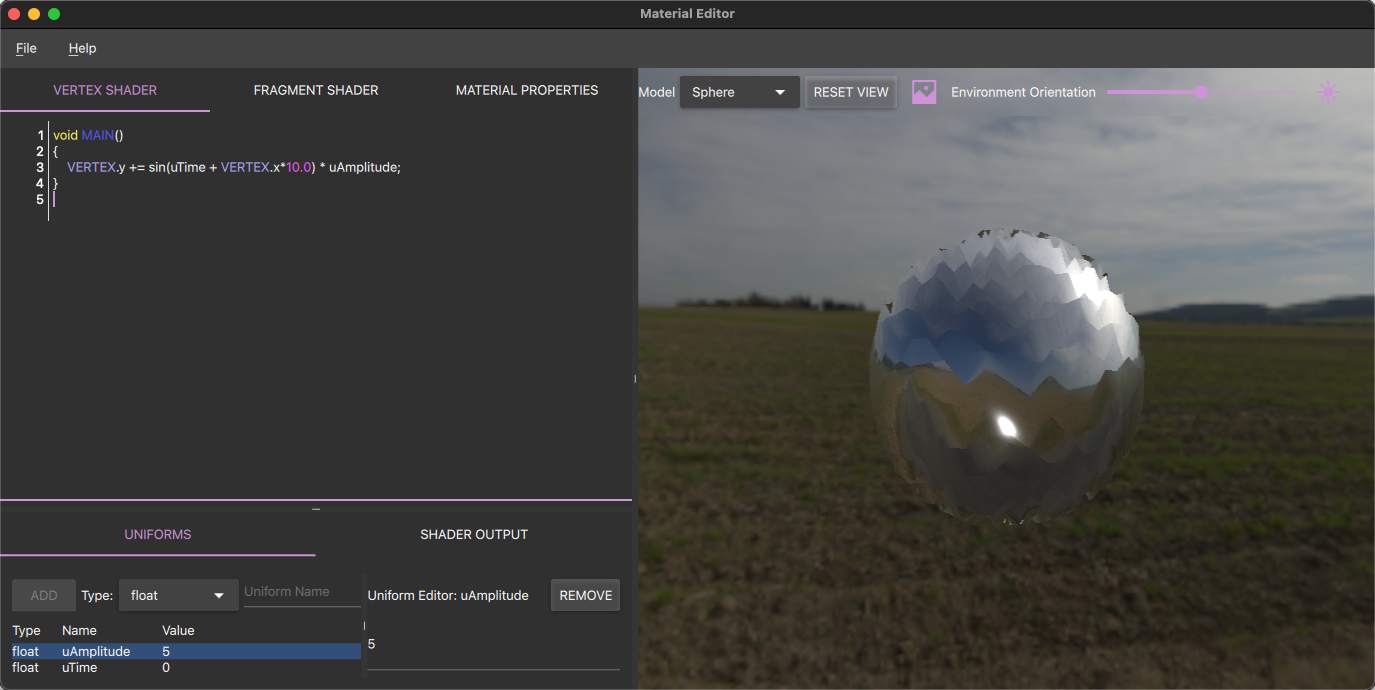 Material Editor
File Help
VERTEX SHADER FRAGMENT SHADER MATERIAL PROPERTIES
Model Sphere RESET VIEW Environment Orientation
1 void MAIN()
2 {
3 VERTEX.y += sin(uTime + VERTEX.x*10.0) * uAmplitude;
4 }
5
UNIFORMS SHADER OUTPUT
ADD Type: float Uniform Name Uniform Editor: uAmplitude REMOVE
Type Name Value
5
float uAmplitude 5
float uTime 0